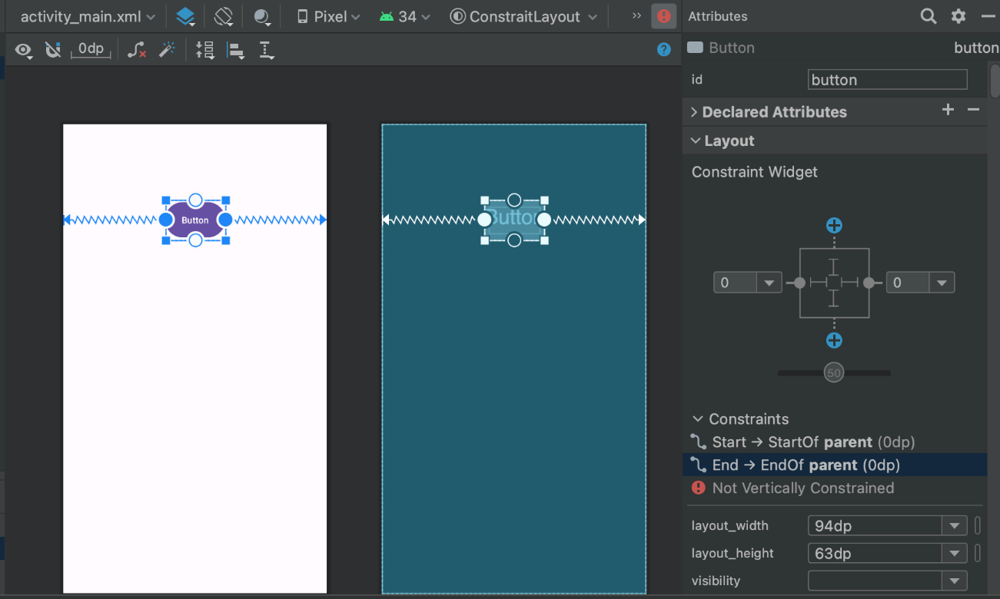 activity_main.xml Pixel 34 ConstraitLayout
0dp
Button
Button
Attributes
Button button
id button
Declared Attributes
Layout
Constraint Widget
0 0
50
Constraints
Start → StartOf parent (0dp)
End → EndOf parent (0dp)
Not Vertically Constrained
layout_width 94dp
layout_height 63dp
visibility